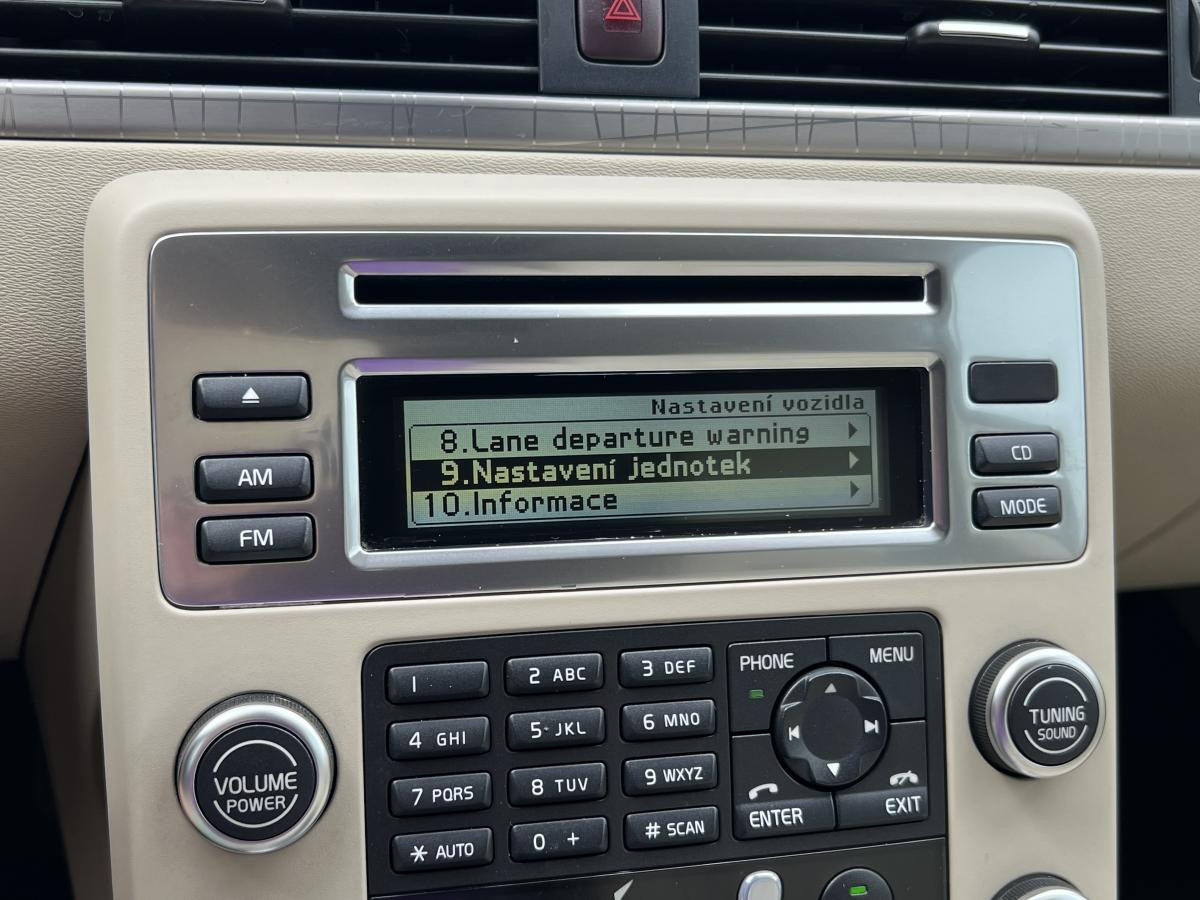 Nastavení vozidla
8.Lane departure warning
9.Nastavení jednotek
10.Informace
AM
FM
CD
MODE
1
2 ABC
3 DEF
4 GHI
5 JKL
6 MNO
7 PQRS
8 TUV
9 WXYZ
* AUTO
0 +
# SCAN
PHONE
MENU
ENTER
EXIT
VOLUME
POWER
TUNING
SOUND